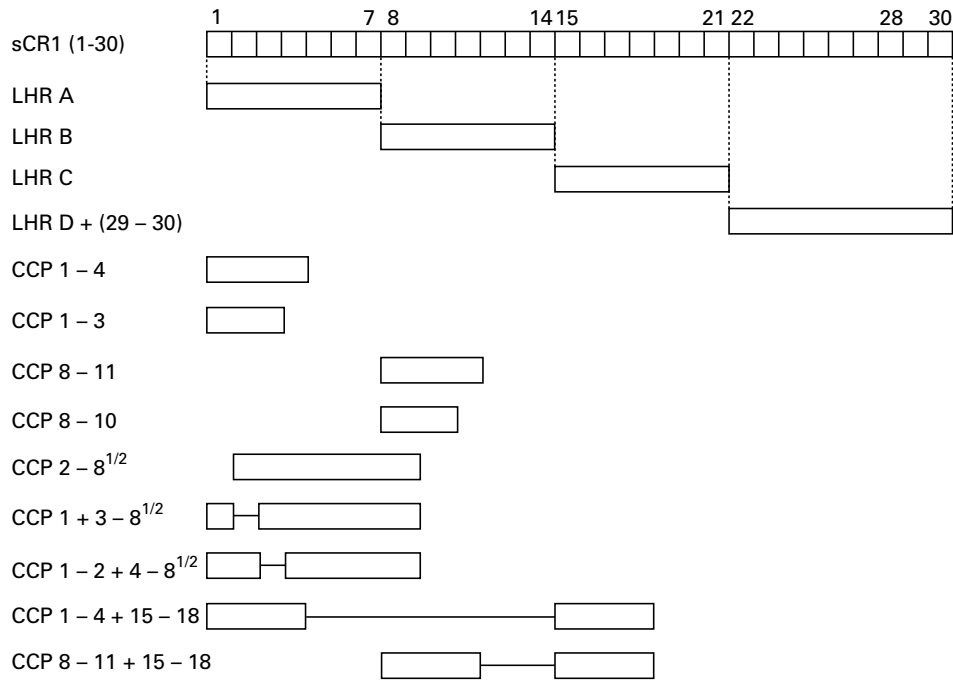 1 7 8 14 15 21 22 28 30
sCR1 (1-30)
LHR A
LHR B
LHR C
LHR D + (29 – 30)
CCP 1 – 4
CCP 1 – 3
CCP 8 – 11
CCP 8 – 10
CCP 2 – 8^1/2
CCP 1 + 3 – 8^1/2
CCP 1 – 2 + 4 – 8^1/2
CCP 1 – 4 + 15 – 18
CCP 8 – 11 + 15 – 18